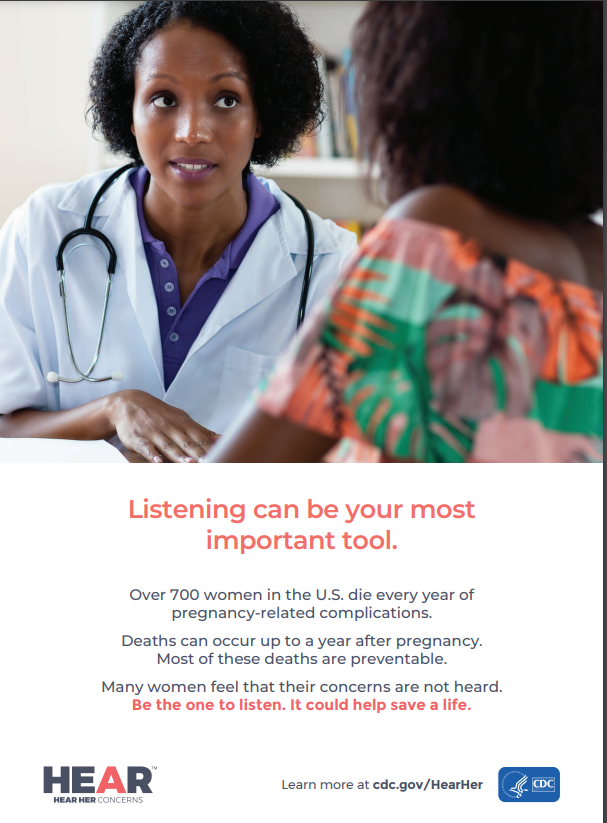 Listening can be your most
important tool.
Over 700 women in the U.S. die every year of
pregnancy-related complications.
Deaths can occur up to a year after pregnancy.
Most of these deaths are preventable.
Many women feel that their concerns are not heard.
Be the one to listen. It could help save a life.
HEAR™
HEAR HER CONCERNS
Learn more at cdc.gov/HearHer
CDC